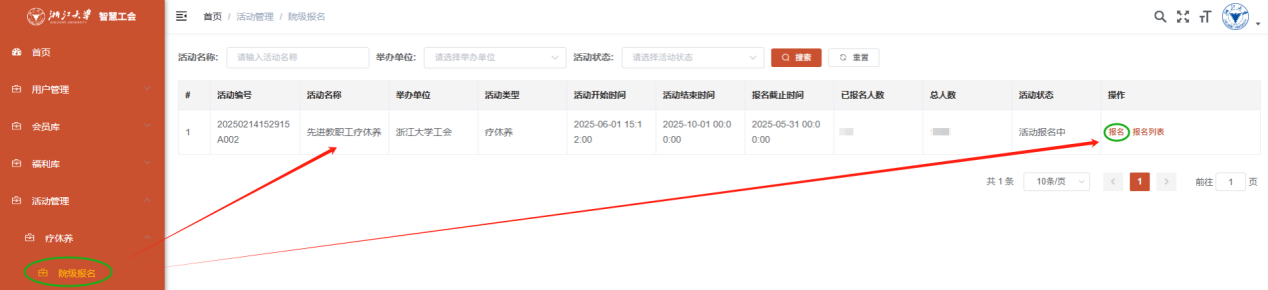 浙江大学 智慧工会
首页 / 活动管理 / 院级报名
首页
用户管理
会员库
福利库
活动管理
疗休养
院级报名
活动名称: 请输入活动名称 举办单位: 请选择举办单位 活动状态: 请选择活动状态 搜索 重置
# 活动编号 活动名称 举办单位 活动类型 活动开始时间 活动结束时间 报名截止时间 已报名人数 总人数 活动状态 操作
1 20250214152915 先进教职工疗休养 浙江大学工会 疗休养 2025-06-01 15:1 2025-10-01 00:0 2025-05-31 00:0 活动报名中 报名 报名列表
A002 2:00 0:00 0:00
共 1 条 10条/页 < 1 > 前往 1 页